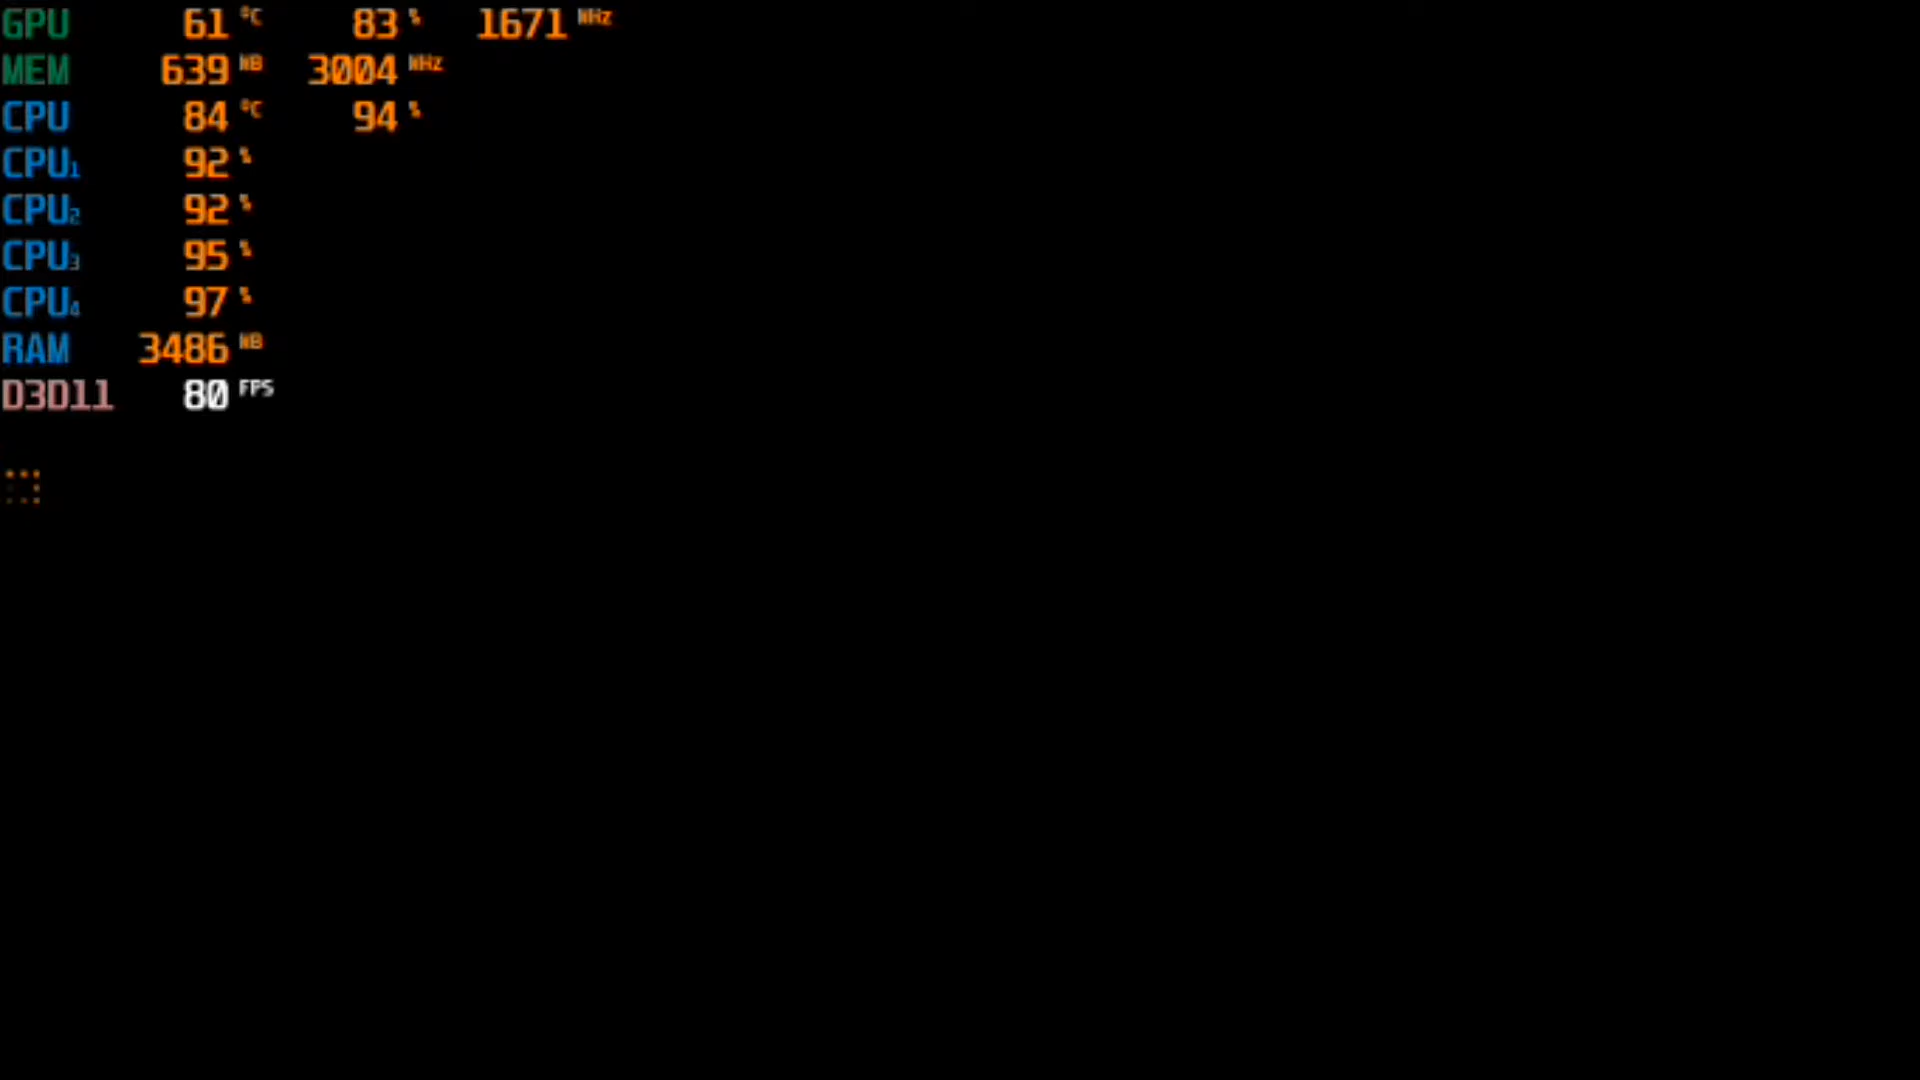 GPU 61 °C 83 % 1671 MHz
MEM 639 MB 3004 MHz
CPU 84 °C 94 %
CPU1 92 %
CPU2 92 %
CPU3 95 %
CPU4 97 %
RAM 3486 MB
D3D11 80 FPS